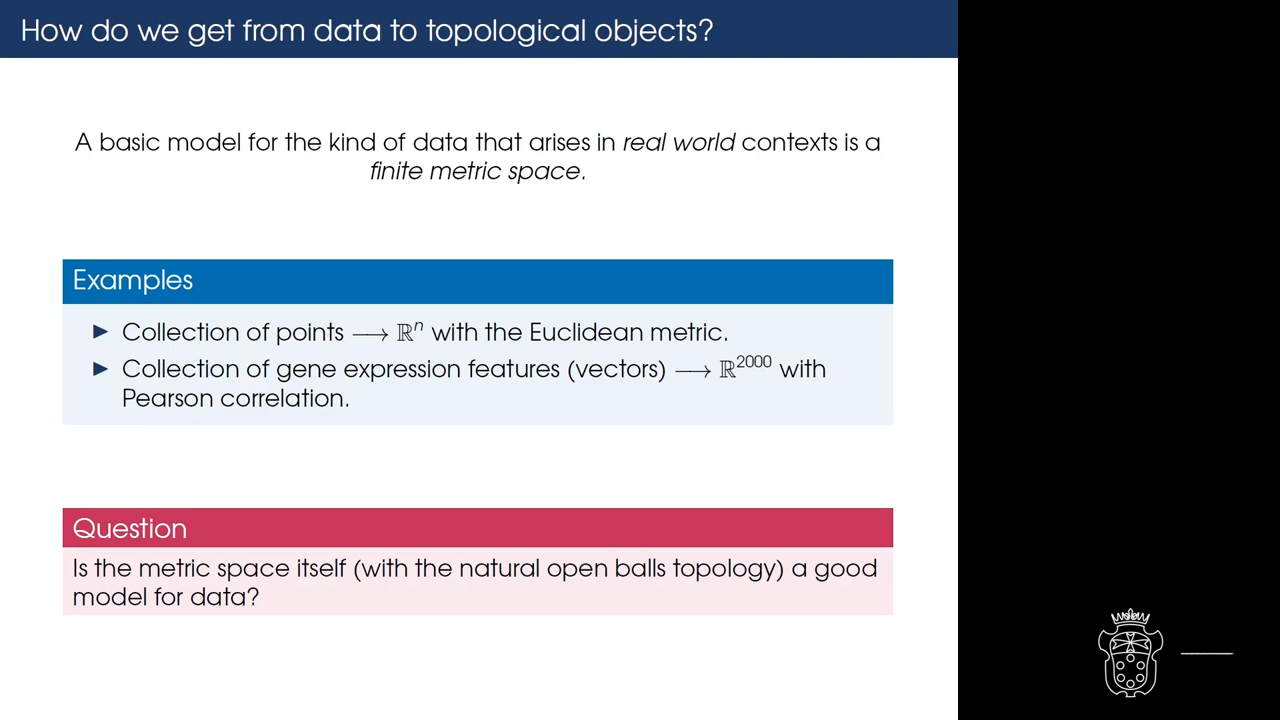 How do we get from data to topological objects?
A basic model for the kind of data that arises in real world contexts is a
finite metric space.
Examples
► Collection of points ⟶ ℝⁿ with the Euclidean metric.
► Collection of gene expression features (vectors) ⟶ ℝ²⁰⁰⁰ with
Pearson correlation.
Question
Is the metric space itself (with the natural open balls topology) a good
model for data?